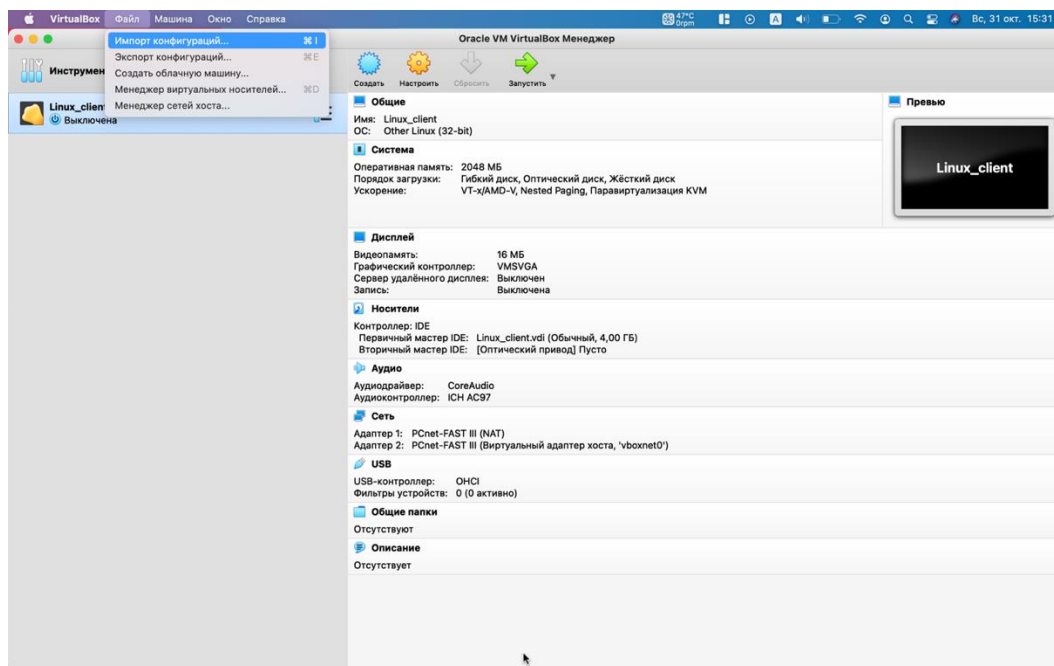 VirtualBox Файл Машина Окно Справка 47°C 0rpm A Вс, 31 окт. 15:31
Oracle VM VirtualBox Менеджер
Импорт конфигураций... ⌘I
Экспорт конфигураций... ⌘E
Создать облачную машину...
Менеджер виртуальных носителей... ⌘D
Менеджер сетей хоста...
Инструмен
Создать Настроить Сбросить Запустить
Linux_clien
Выключена
Общие
Имя: Linux_client
ОС: Other Linux (32-bit)
Система
Оперативная память: 2048 МБ
Порядок загрузки: Гибкий диск, Оптический диск, Жёсткий диск
Ускорение: VT-x/AMD-V, Nested Paging, Паравиртуализация KVM
Превью
Linux_client
Дисплей
Видеопамять: 16 МБ
Графический контроллер: VMSVGA
Сервер удалённого дисплея: Выключен
Запись: Выключена
Носители
Контроллер: IDE
Первичный мастер IDE: Linux_client.vdi (Обычный, 4,00 ГБ)
Вторичный мастер IDE: [Оптический привод] Пусто
Аудио
Аудиодрайвер: CoreAudio
Аудиоконтроллер: ICH AC97
Сеть
Адаптер 1: PCnet-FAST III (NAT)
Адаптер 2: PCnet-FAST III (Виртуальный адаптер хоста, 'vboxnet0')
USB
USB-контроллер: OHCI
Фильтры устройств: 0 (0 активно)
Общие папки
Отсутствуют
Описание
Отсутствует